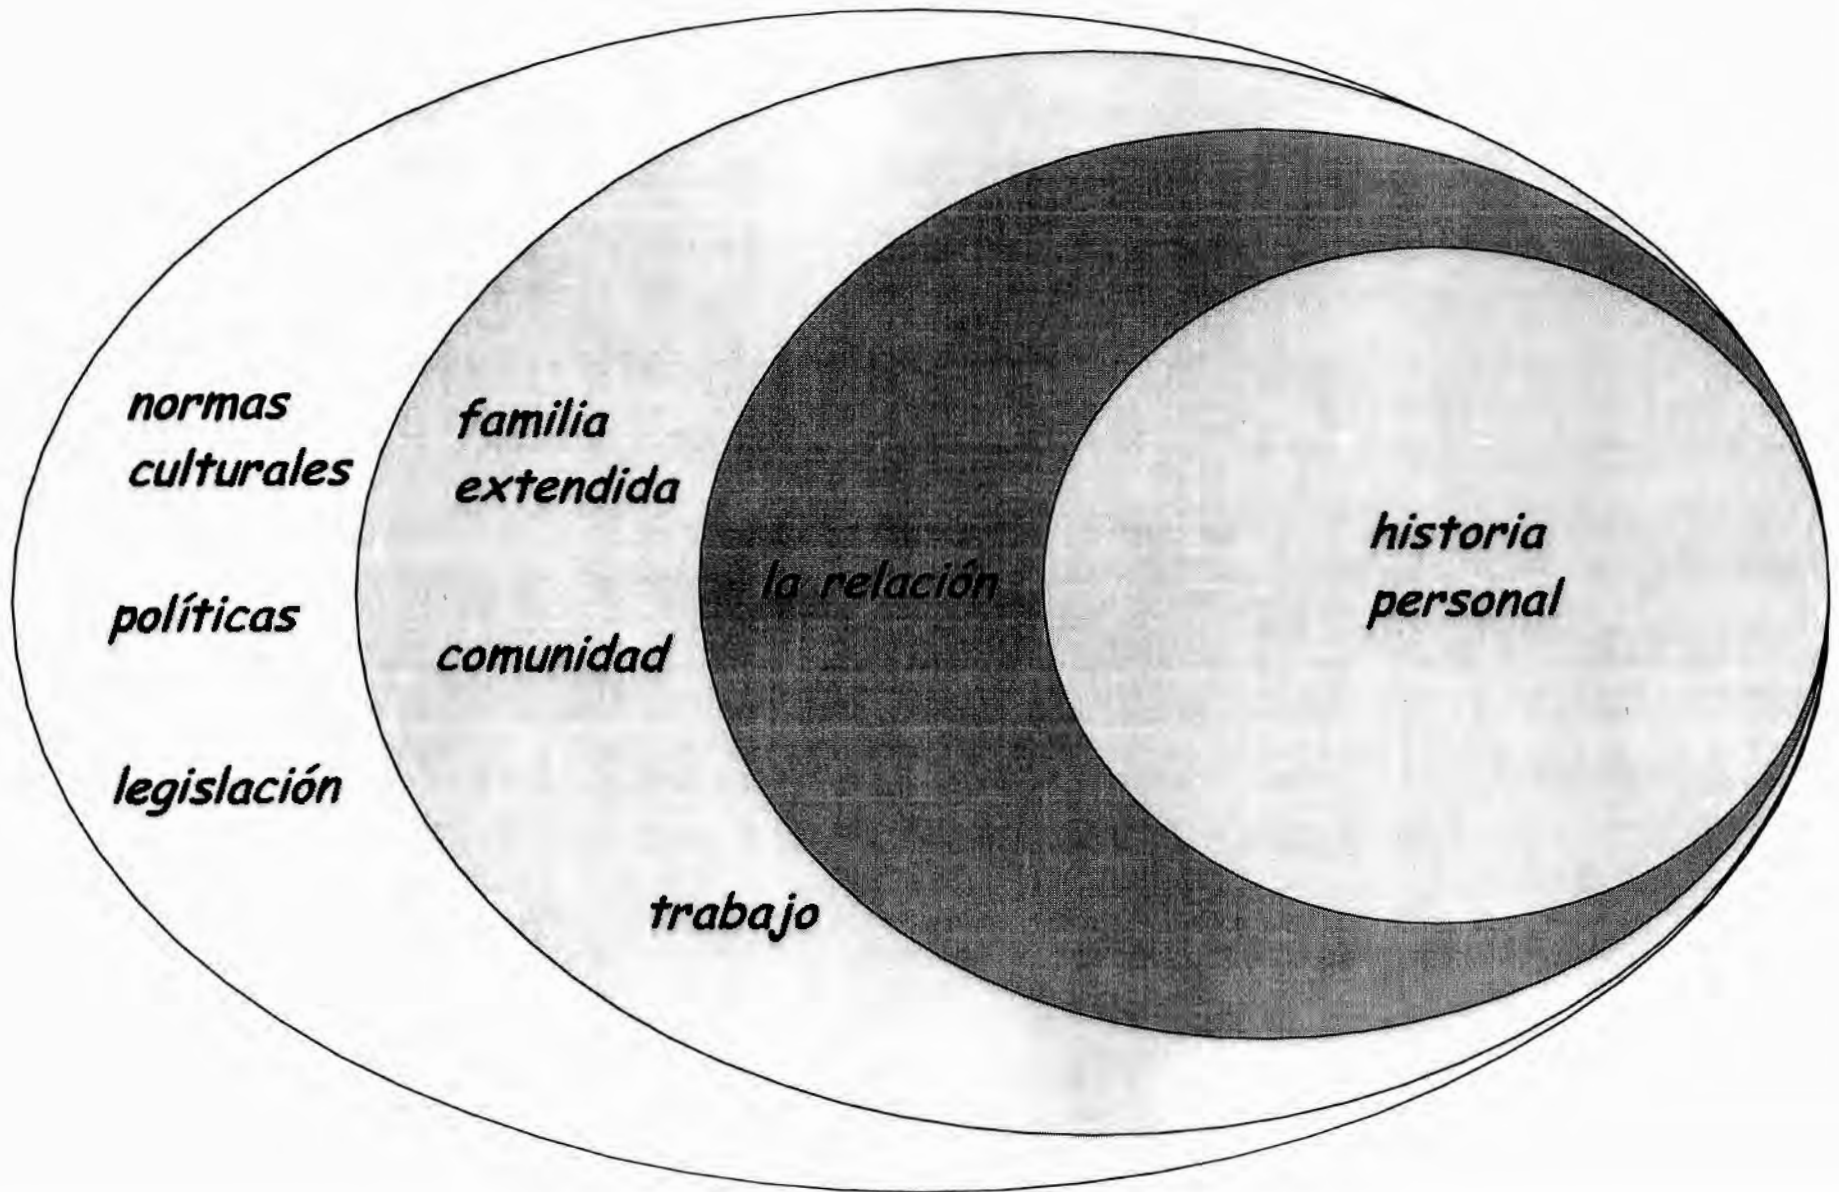 normas
culturales
políticas
legislación
familia
extendida
comunidad
trabajo
la relación
historia
personal